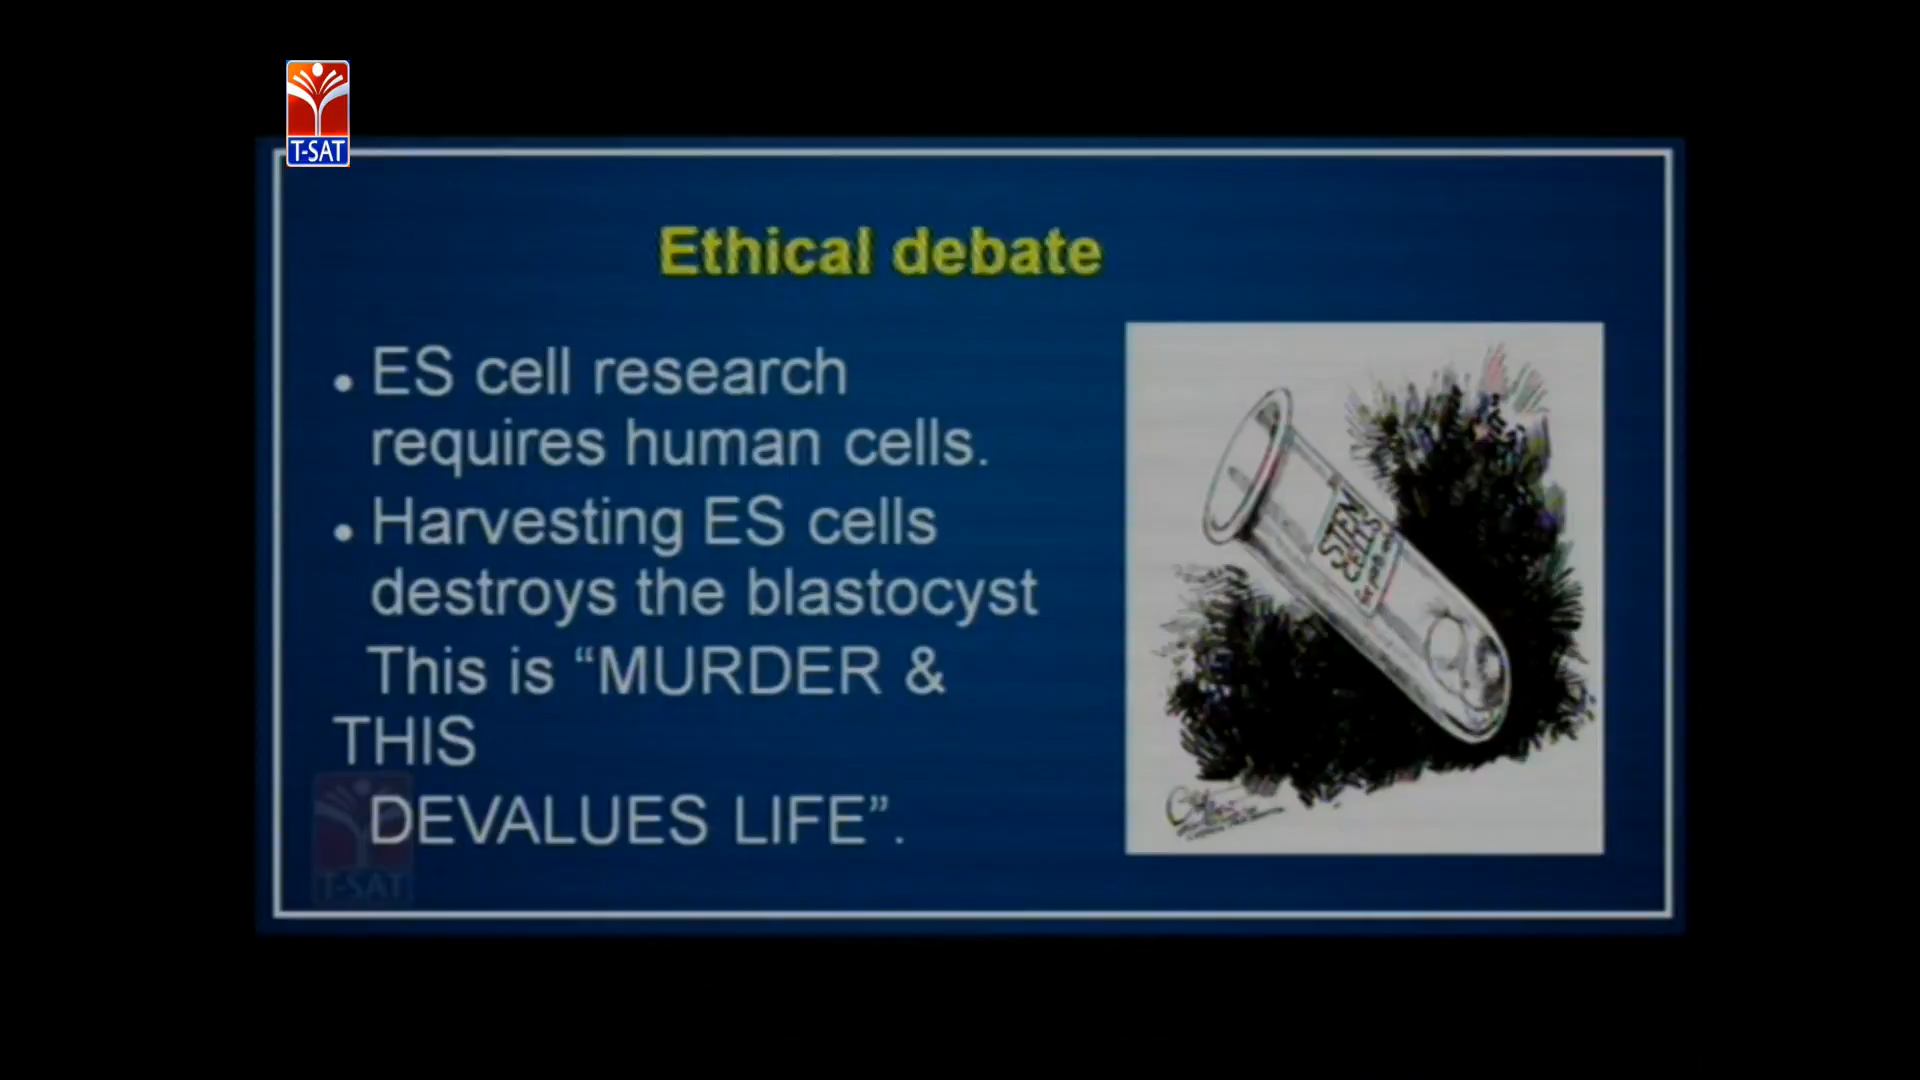 T-SAT
Ethical debate
• ES cell research
requires human cells.
• Harvesting ES cells
destroys the blastocyst
This is “MURDER &
THIS
DEVALUES LIFE”.
STEM
CELLS
T-SAT